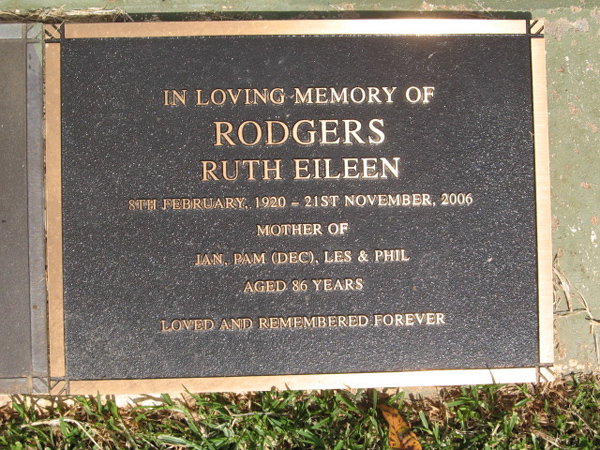 IN LOVING MEMORY OF
RODGERS
RUTH EILEEN
8TH FEBRUARY, 1920 - 21ST NOVEMBER, 2006
MOTHER OF
JAN, PAM (DEC), LES & PHIL
AGED 86 YEARS
LOVED AND REMEMBERED FOREVER